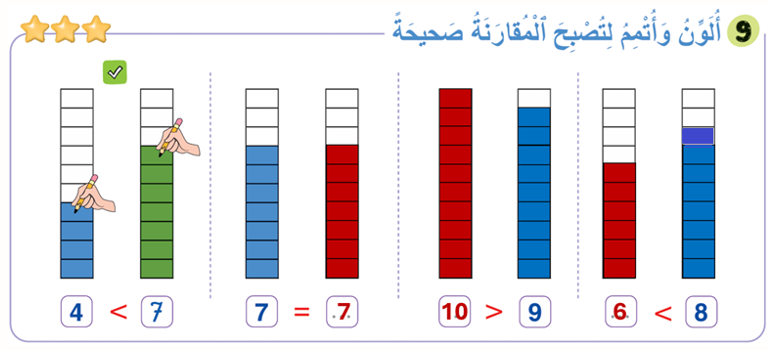 9 أُلَوِّنُ وَأُتْمِمُ لِتُصْبِحَ ٱلْمُقارَنَةُ صَحيحَةً
4 < 7
7 = 7
10 > 9
6 < 8